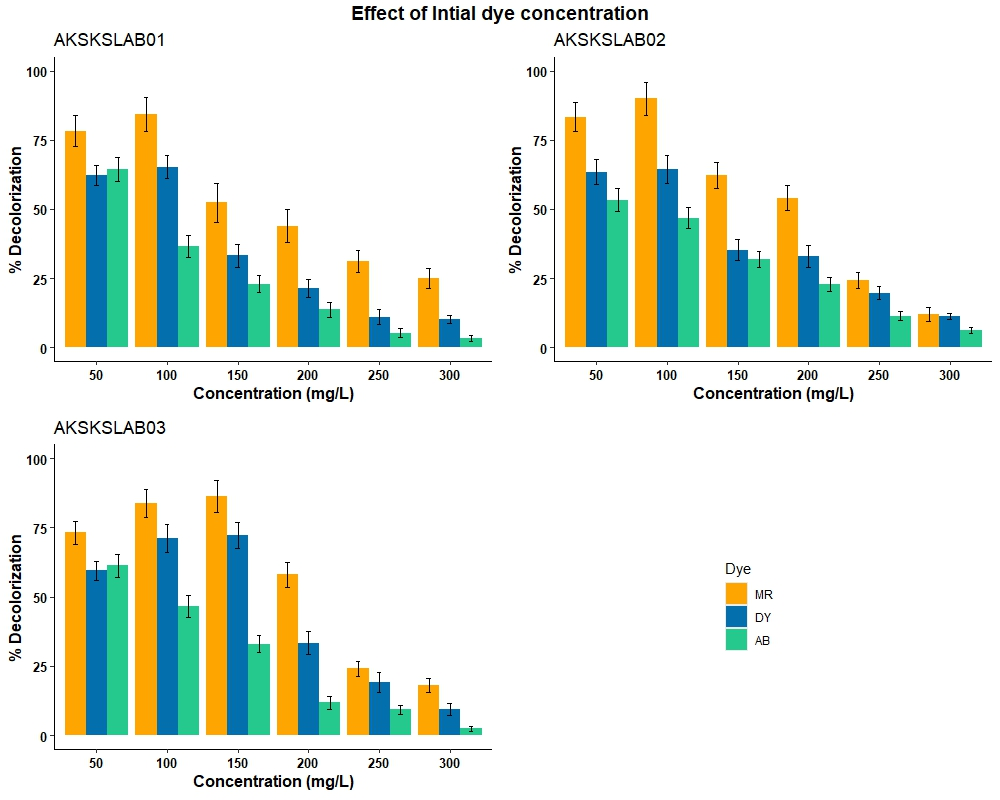 Effect of Intial dye concentration
AKSKSLAB01
100
75
50
25
0
% Decolorization
50 100 150 200 250 300
Concentration (mg/L)
AKSKSLAB02
100
75
50
25
0
% Decolorization
50 100 150 200 250 300
Concentration (mg/L)
AKSKSLAB03
100
75
50
25
0
% Decolorization
50 100 150 200 250 300
Concentration (mg/L)
Dye
MR
DY
AB